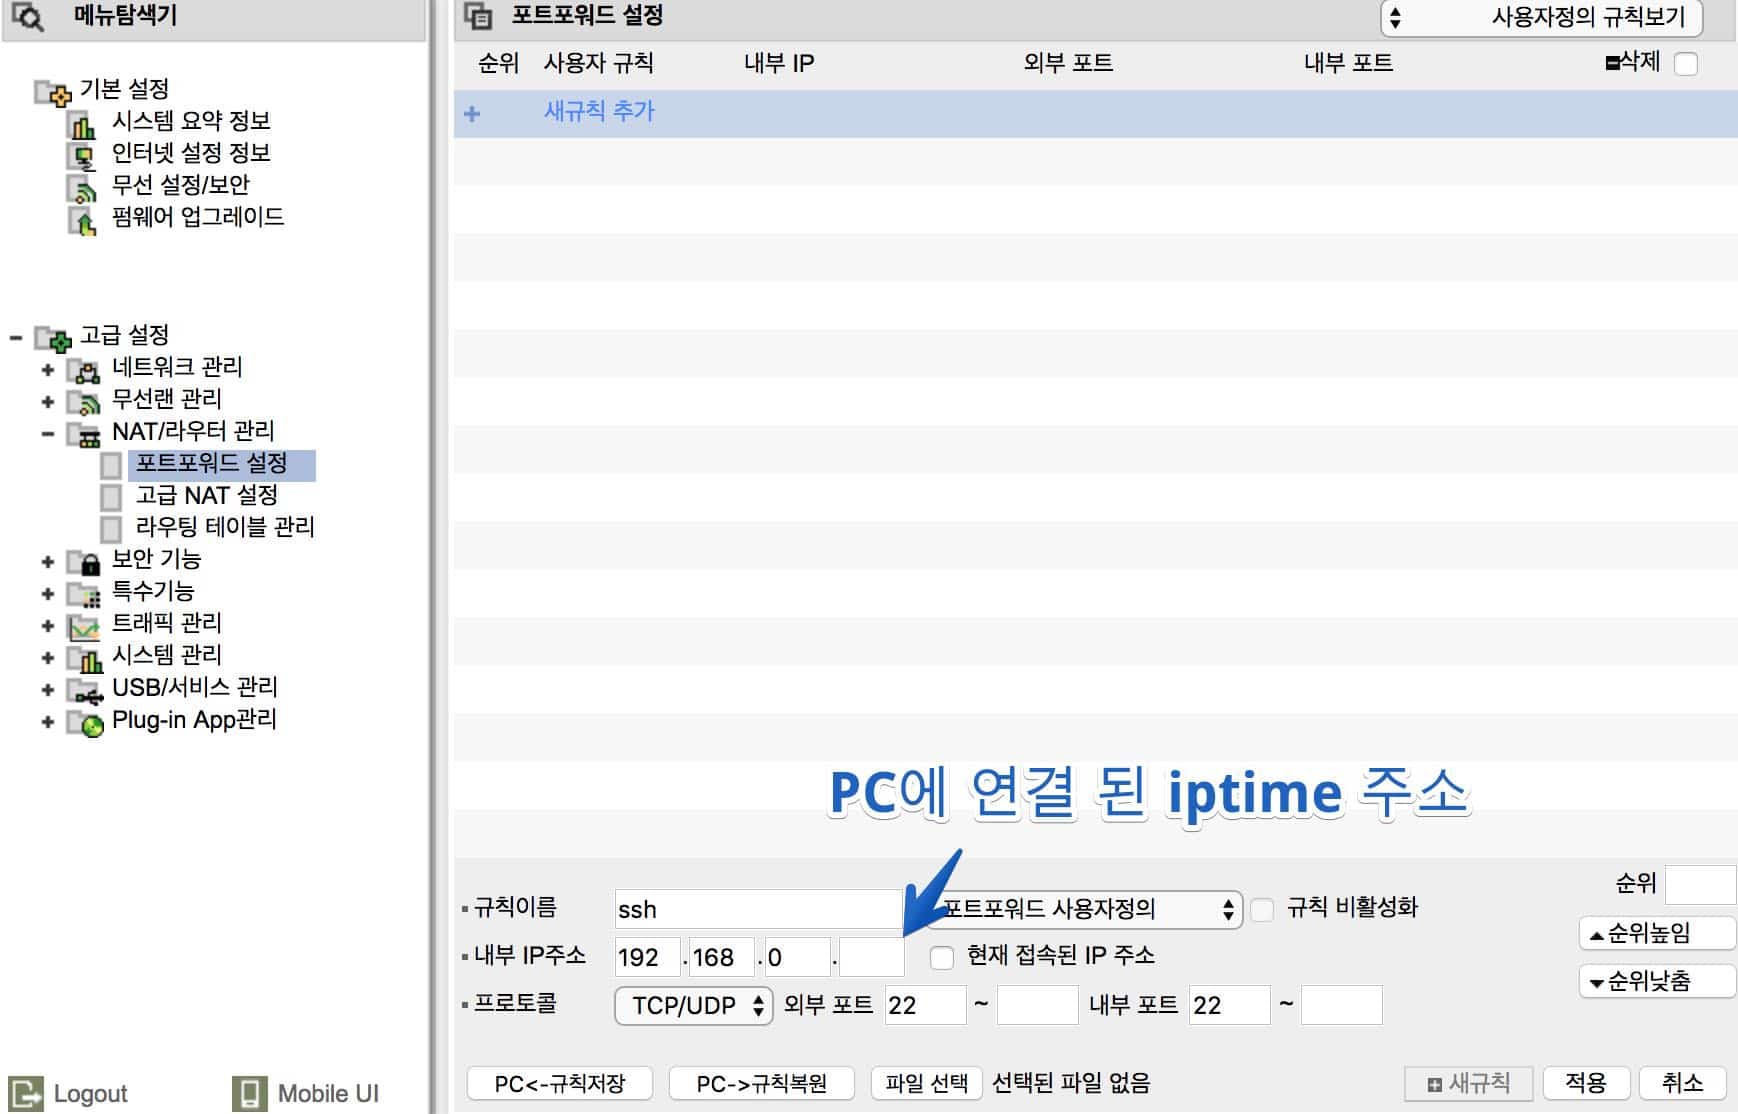 메뉴탐색기
기본 설정
시스템 요약 정보
인터넷 설정 정보
무선 설정/보안
펌웨어 업그레이드
고급 설정
네트워크 관리
무선랜 관리
NAT/라우터 관리
포트포워드 설정
고급 NAT 설정
라우팅 테이블 관리
보안 기능
특수기능
트래픽 관리
시스템 관리
USB/서비스 관리
Plug-in App관리
Logout Mobile UI
포트포워드 설정 사용자정의 규칙보기
순위 사용자 규칙 내부 IP 외부 포트 내부 포트 삭제
+ 새규칙 추가
PC에 연결 된 iptime 주소
순위
규칙이름 ssh 포트포워드 사용자정의 규칙 비활성화
▲순위높임
내부 IP주소 192 . 168 . 0 . 현재 접속된 IP 주소
▼순위낮춤
프로토콜 TCP/UDP 외부 포트 22 ~ 내부 포트 22 ~
PC<-규칙저장 PC->규칙복원 파일 선택 선택된 파일 없음 새규칙 적용 취소